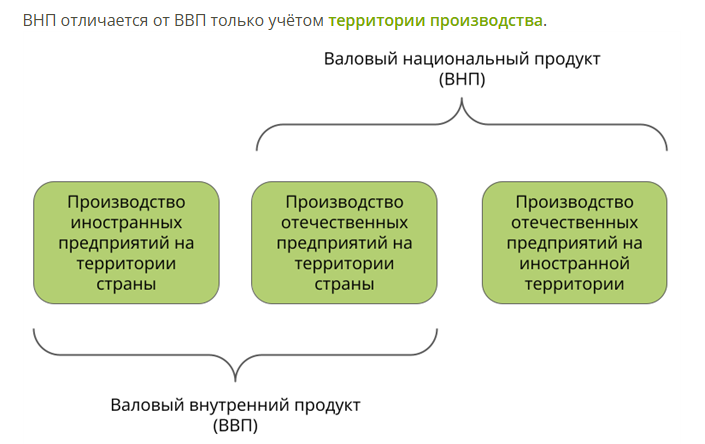 ВНП отличается от ВВП только учётом территории производства.
Валовый национальный продукт
(ВНП)
Производство
иностранных
предприятий на
территории
страны
Производство
отечественных
предприятий на
территории
страны
Производство
отечественных
предприятий на
иностранной
территории
Валовый внутренний продукт
(ВВП)